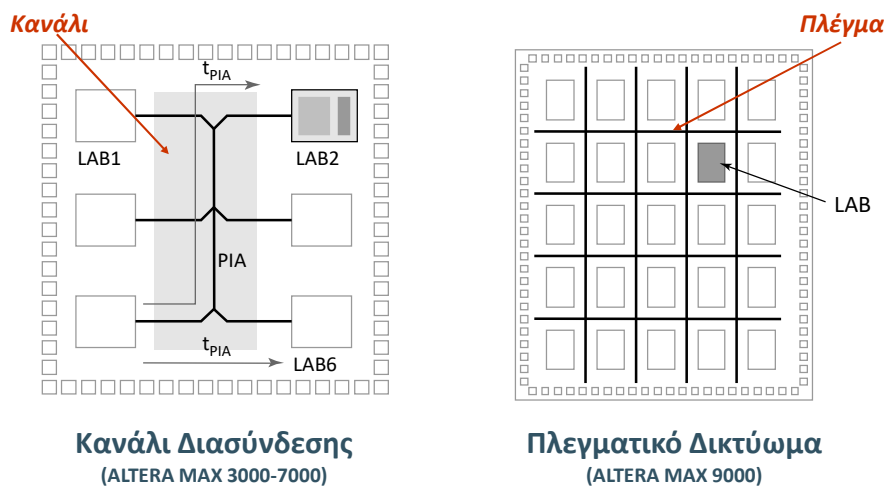 Κανάλι
t_PIA
LAB1
LAB2
PIA
t_PIA
LAB6
Κανάλι Διασύνδεσης
(ALTERA MAX 3000-7000)
Πλέγμα
LAB
Πλεγματικό Δικτύωμα
(ALTERA MAX 9000)